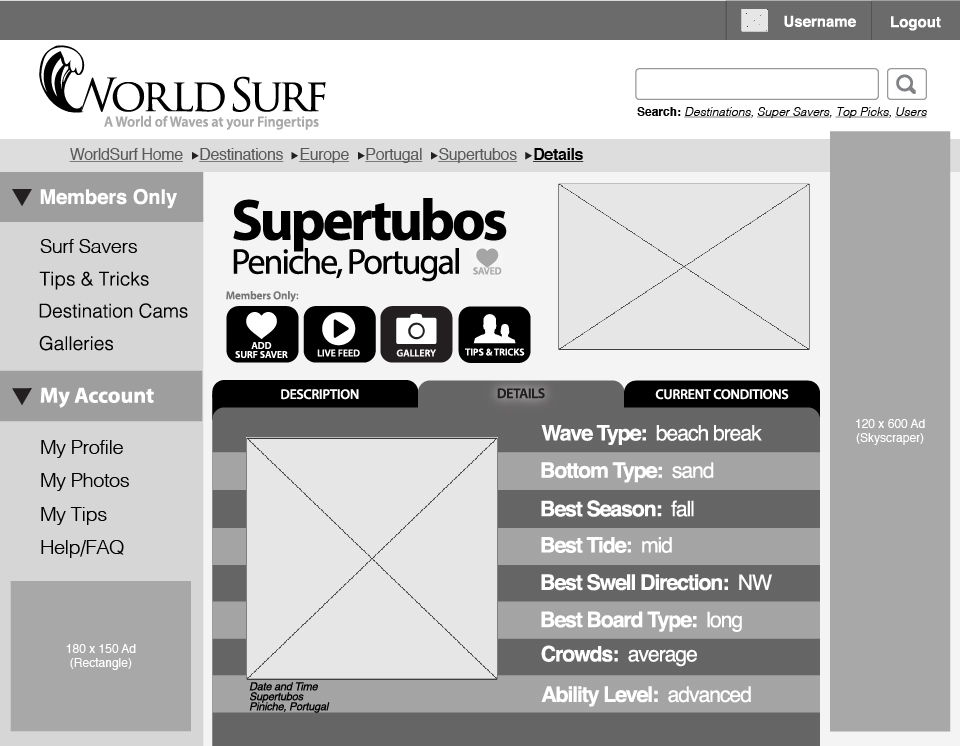 Username Logout
WORLD SURF
A World of Waves at your Fingertips
Search: Destinations, Super Savers, Top Picks, Users
WorldSurf Home Destinations Europe Portugal Supertubos Details
Members Only
Surf Savers
Tips & Tricks
Destination Cams
Galleries
My Account
My Profile
My Photos
My Tips
Help/FAQ
180 x 150 Ad
(Rectangle)
Supertubos
Peniche, Portugal
SAVED
Members Only:
ADD
SURF SAVER
LIVE FEED
GALLERY
TIPS & TRICKS
DESCRIPTION DETAILS CURRENT CONDITIONS
Wave Type: beach break
Bottom Type: sand
Best Season: fall
Best Tide: mid
Best Swell Direction: NW
Best Board Type: long
Crowds: average
Ability Level: advanced
Date and Time
Supertubos
Piniche, Portugal
120 x 600 Ad
(Skyscraper)